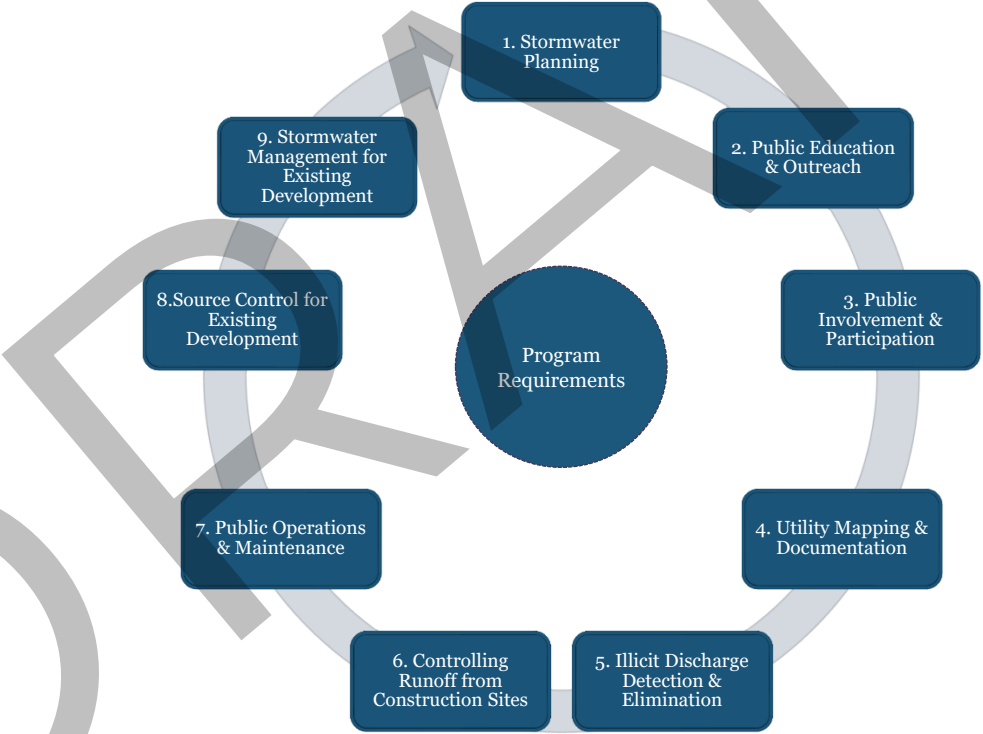 1. Stormwater
Planning
2. Public Education
& Outreach
3. Public
Involvement &
Participation
4. Utility Mapping &
Documentation
5. Illicit Discharge
Detection &
Elimination
6. Controlling
Runoff from
Construction Sites
7. Public Operations
& Maintenance
8.Source Control for
Existing
Development
9. Stormwater
Management for
Existing
Development
Program
Requirements